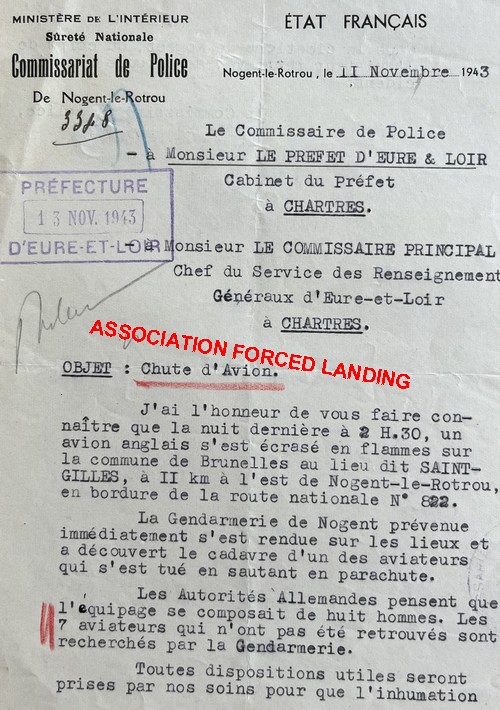 MINISTÈRE DE L'INTÉRIEUR
Sûreté Nationale
Commissariat de Police
De Nogent-le-Rotrou
3348
ÉTAT FRANÇAIS
Nogent-le-Rotrou, le II Novembre 1943
Le Commissaire de Police
- à Monsieur LE PREFET D'EURE & LOIR
Cabinet du Préfet
à CHARTRES.
PRÉFECTURE
13 NOV. 1943
D'EURE-ET-LOIR
- à Monsieur LE COMMISSAIRE PRINCIPAL
Chef du Service des Renseignement
Généraux d'Eure-et-Loir
à CHARTRES.
ASSOCIATION FORCED LANDING
OBJET : Chute d'Avion.
J'ai l'honneur de vous faire con-
naître que la nuit dernière à 2 H.30, un
avion anglais s'est écrasé en flammes sur
la commune de Brunelles au lieu dit SAINT-
GILLES, à II km à l'est de Nogent-le-Rotrou,
en bordure de la route nationale N° 822.
La Gendarmerie de Nogent prévenue
immédiatement s'est rendue sur les lieux et
a découvert le cadavre d'un des aviateurs
qui s'est tué en sautant en parachute.
Les Autorités Allemandes pensent que
l'équipage se composait de huit hommes. Les
7 aviateurs qui n'ont pas été retrouvés sont
recherchés par la Gendarmerie.
Toutes dispositions utiles seront
prises par nos soins pour que l'inhumation